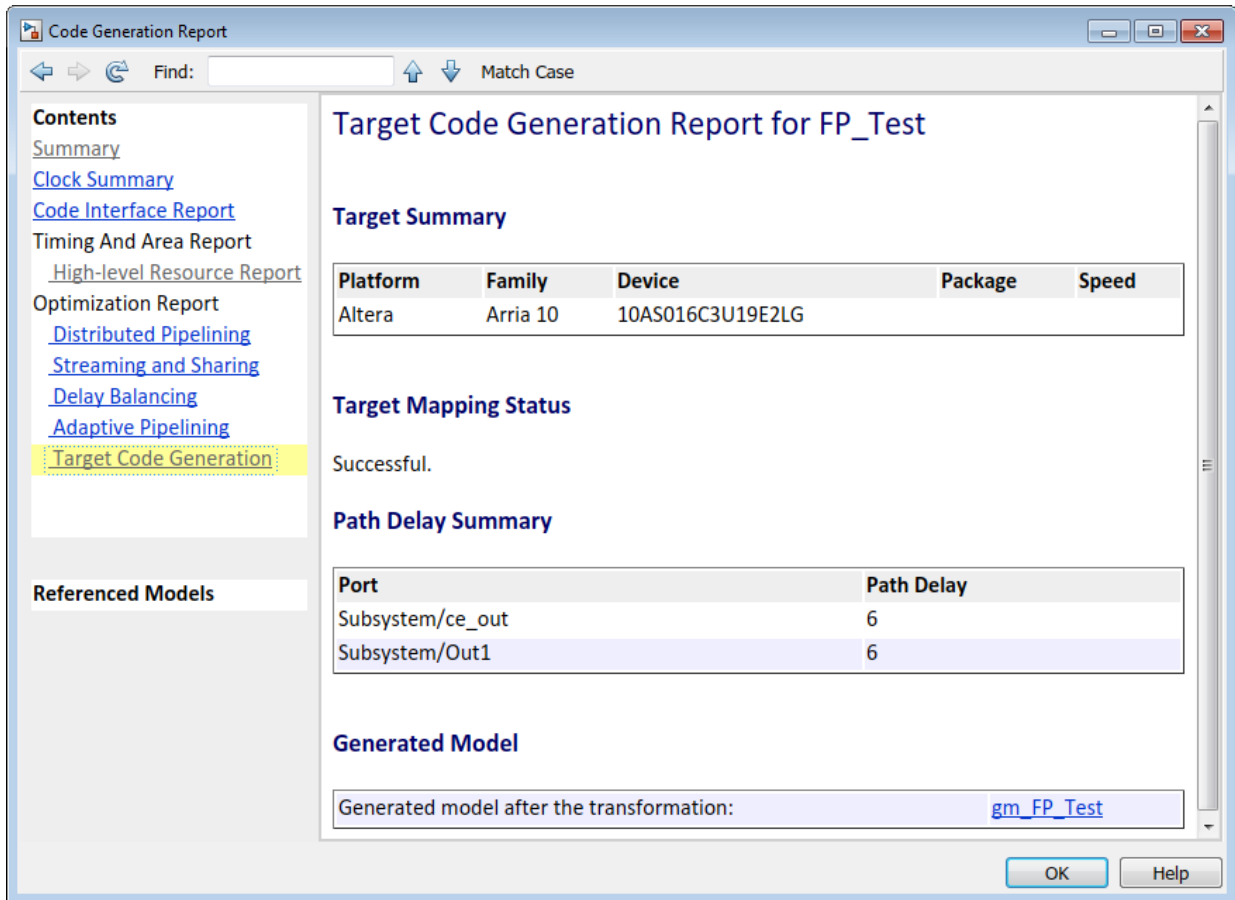 Code Generation Report
Find:
Match Case
Contents
Summary
Clock Summary
Code Interface Report
Timing And Area Report
High-level Resource Report
Optimization Report
Distributed Pipelining
Streaming and Sharing
Delay Balancing
Adaptive Pipelining
Target Code Generation
Referenced Models
Target Code Generation Report for FP_Test
Target Summary
Platform Family Device Package Speed
Altera Arria 10 10AS016C3U19E2LG
Target Mapping Status
Successful.
Path Delay Summary
Port Path Delay
Subsystem/ce_out 6
Subsystem/Out1 6
Generated Model
Generated model after the transformation: gm_FP_Test
OK Help